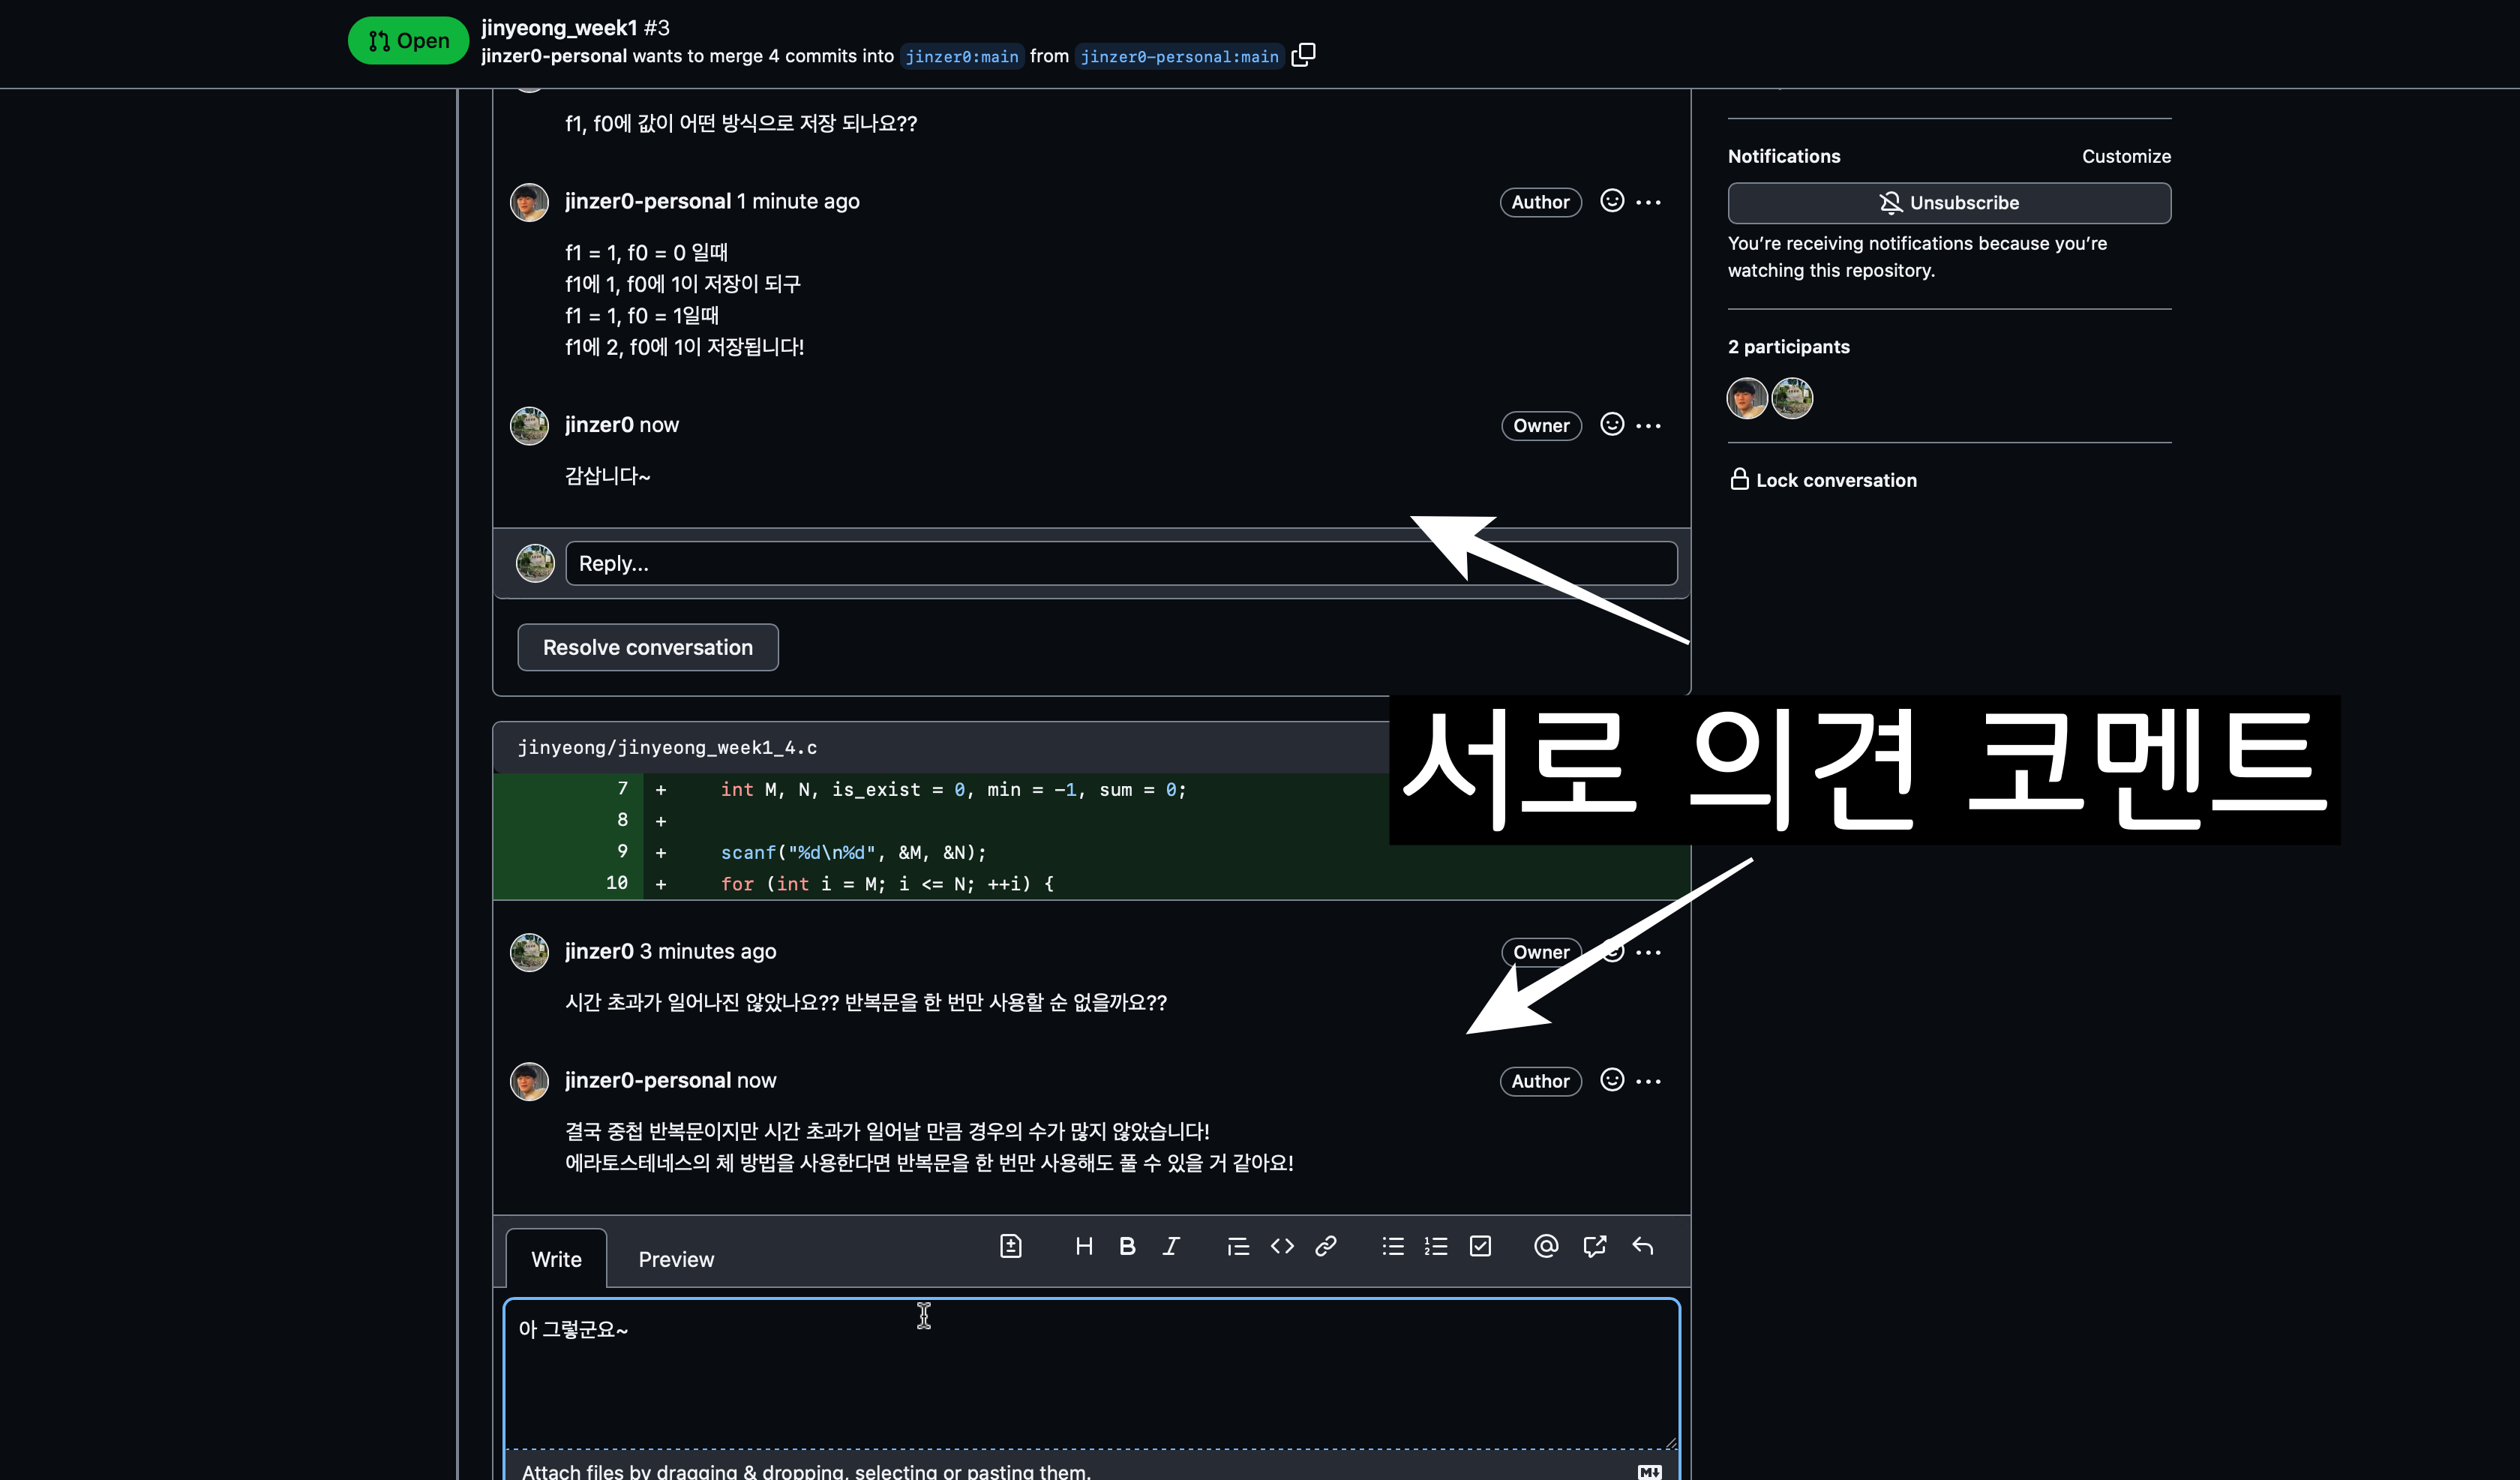 Open
jinyeong_week1 #3
jinzer0-personal wants to merge 4 commits into jinzer0:main from jinzer0-personal:main
f1, f0에 값이 어떤 방식으로 저장 되나요??
jinzer0-personal 1 minute ago
Author
f1 = 1, f0 = 0 일때
f1에 1, f0에 1이 저장이 되구
f1 = 1, f0 = 1일때
f1에 2, f0에 1이 저장됩니다!
jinzer0 now
Owner
감삽니다~
Reply...
Resolve conversation
Notifications
Customize
Unsubscribe
You’re receiving notifications because you’re
watching this repository.
2 participants
Lock conversation
서로 의견 코멘트
jinyeong/jinyeong_week1_4.c
7 + int M, N, is_exist = 0, min = -1, sum = 0;
8 +
9 + scanf("%d\n%d", &M, &N);
10 + for (int i = M; i <= N; ++i) {
jinzer0 3 minutes ago
Owner
시간 초과가 일어나진 않았나요?? 반복문을 한 번만 사용할 순 없을까요??
jinzer0-personal now
Author
결국 중첩 반복문이지만 시간 초과가 일어날 만큼 경우의 수가 많지 않았습니다!
에라토스테네스의 체 방법을 사용한다면 반복문을 한 번만 사용해도 풀 수 있을 거 같아요!
Write
Preview
아 그렇군요~
Attach files by dragging & dropping, selecting or pasting them.